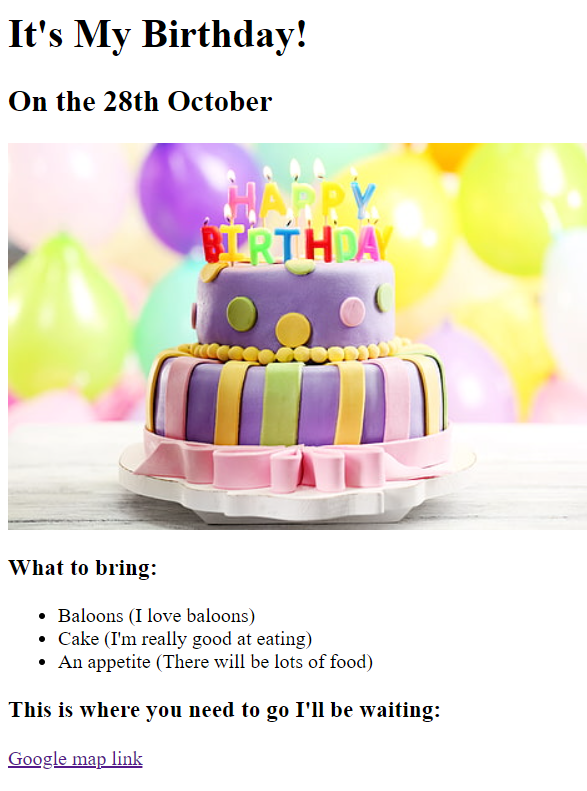 It's My Birthday!
On the 28th October
HAPPY
BIRTHDAY
What to bring:
Baloons (I love baloons)
Cake (I'm really good at eating)
An appetite (There will be lots of food)
This is where you need to go I'll be waiting:
Google map link